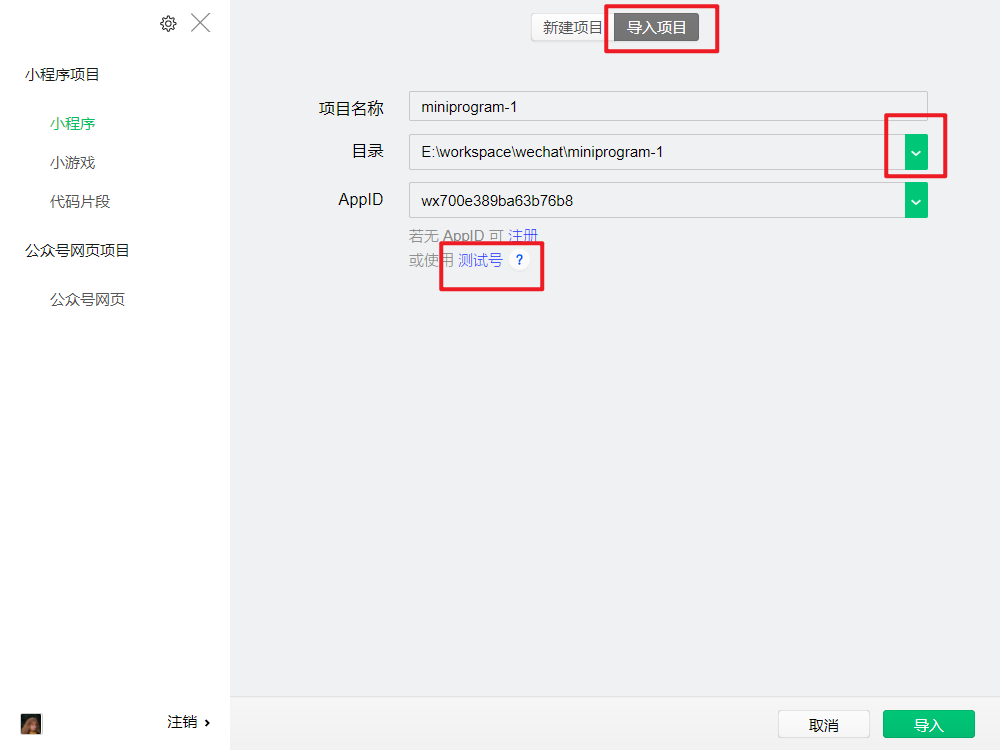 小程序项目
小程序
小游戏
代码片段
公众号网页项目
公众号网页
注销
新建项目
导入项目
项目名称
miniprogram-1
目录
E:\workspace\wechat\miniprogram-1
AppID
wx700e389ba63b76b8
若无 AppID 可 注册
或使用 测试号 ?
取消
导入